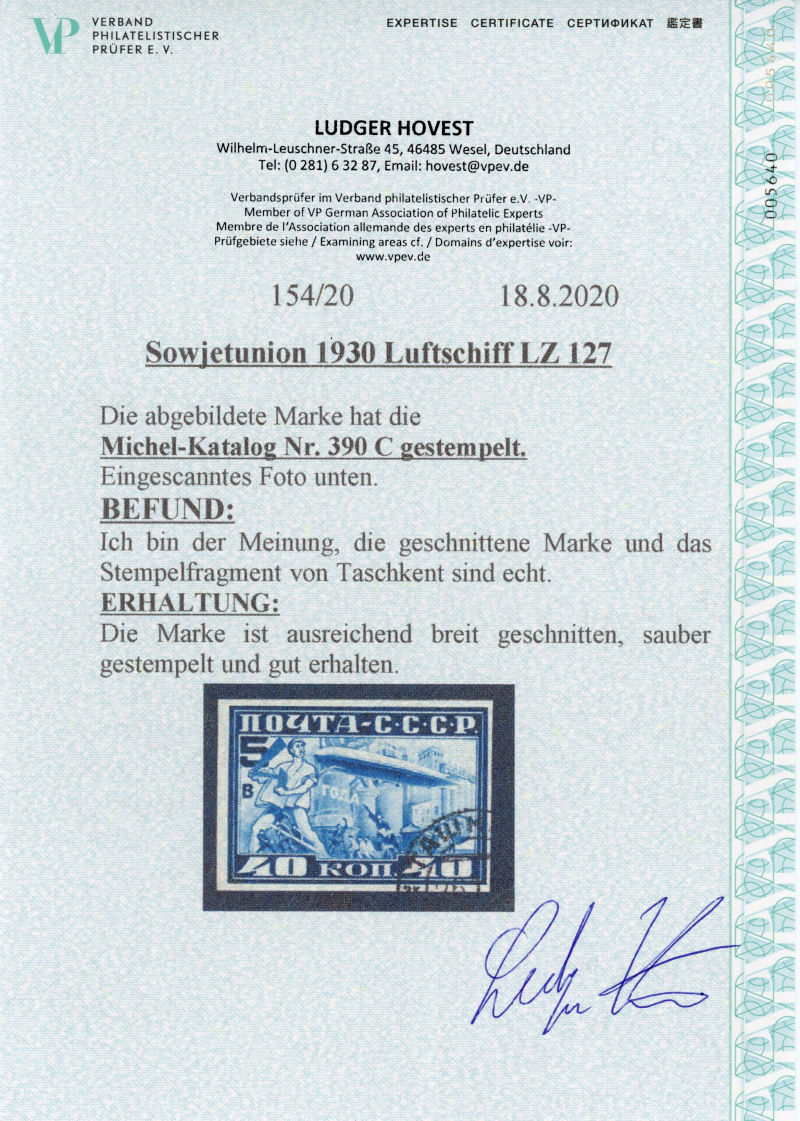 VP
VERBAND
PHILATELISTISCHER
PRÜFER E. V.
EXPERTISE CERTIFICATE СЕРТИФИКАТ 鑑定書
005640
005640
LUDGER HOVEST
Wilhelm-Leuschner-Straße 45, 46485 Wesel, Deutschland
Tel: (0 281) 6 32 87, Email: hovest@vpev.de
Verbandsprüfer im Verband philatelistischer Prüfer e.V. -VP-
Member of VP German Association of Philatelic Experts
Membre de l'Association allemande des experts en philatélie -VP-
Prüfgebiete siehe / Examining areas cf. / Domains d'expertise voir:
www.vpev.de
154/20 18.8.2020
Sowjetunion 1930 Luftschiff LZ 127
Die abgebildete Marke hat die
Michel-Katalog Nr. 390 C gestempelt.
Eingescanntes Foto unten.
BEFUND:
Ich bin der Meinung, die geschnittene Marke und das
Stempelfragment von Taschkent sind echt.
ERHALTUNG:
Die Marke ist ausreichend breit geschnitten, sauber
gestempelt und gut erhalten.
ПОЧТА-С·С·С·Р.
5
В
ГОДА
40 КОП. 40